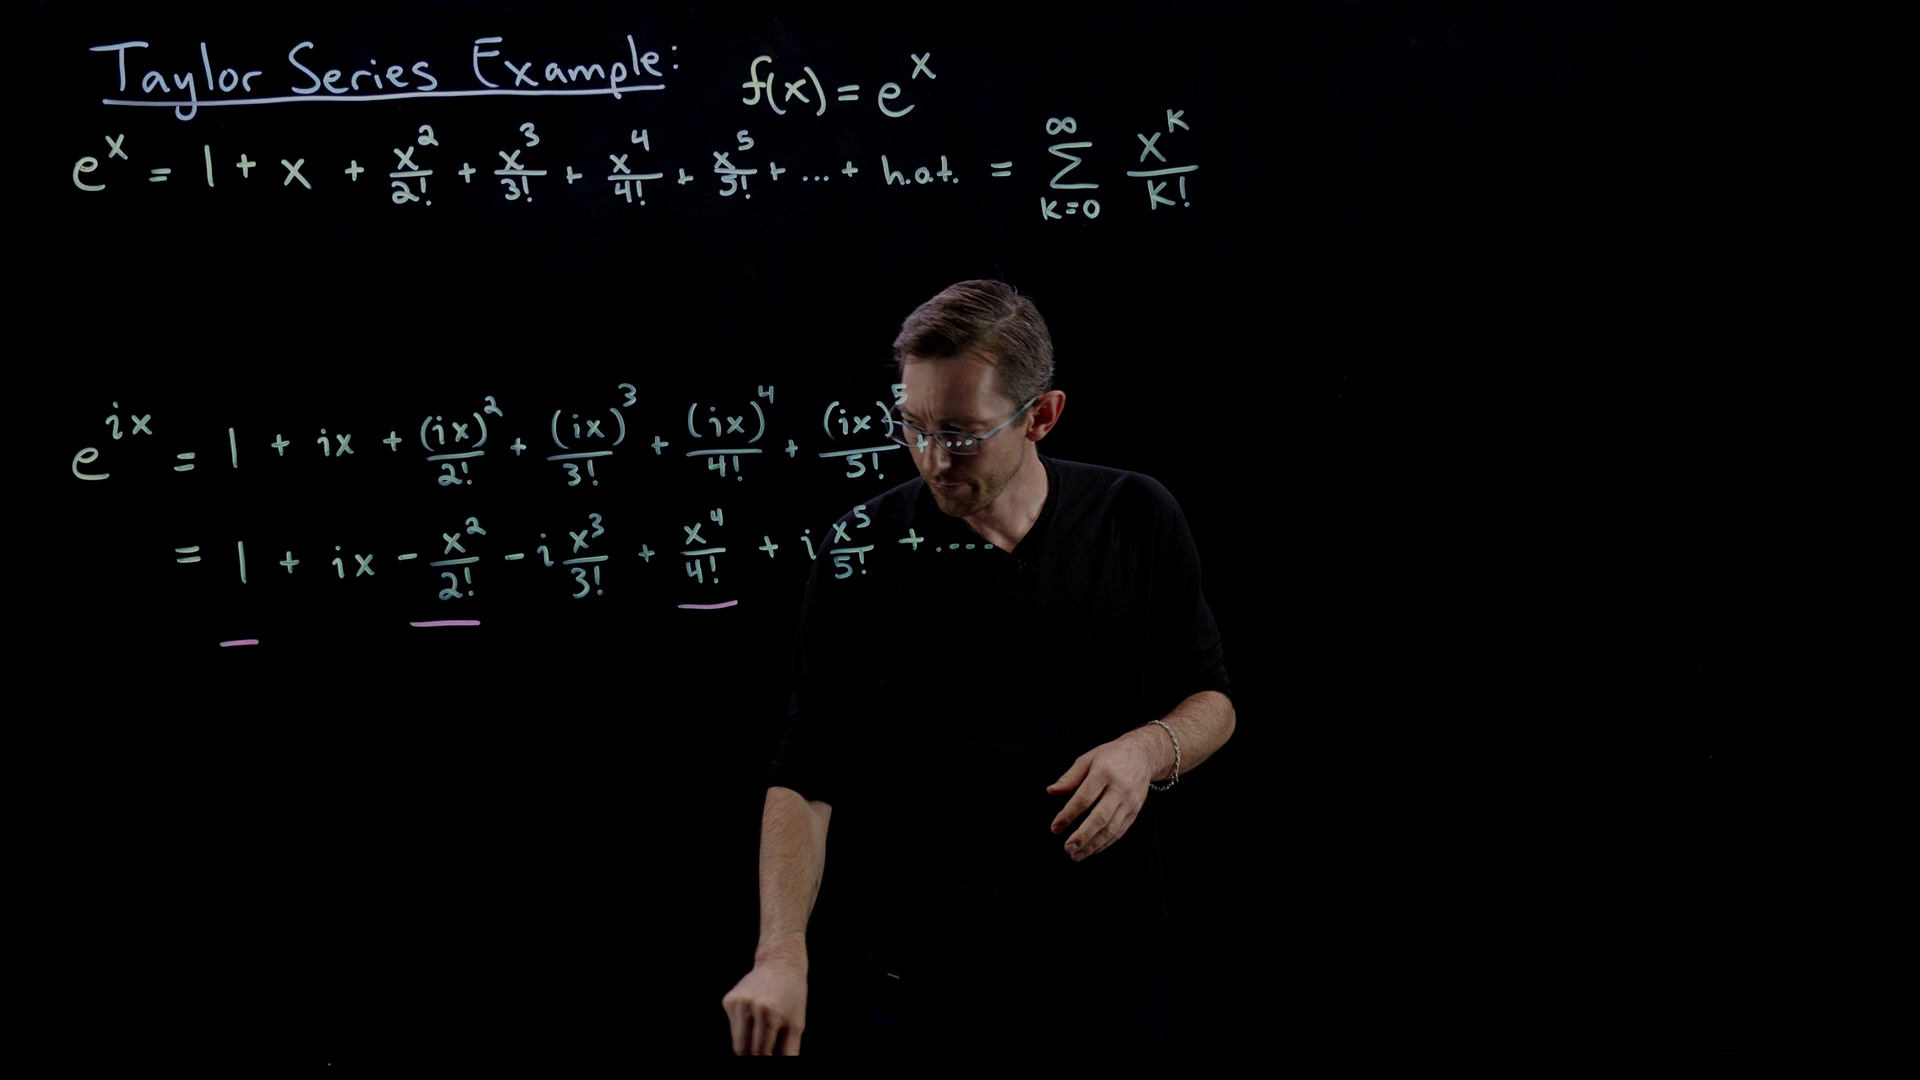 Taylor Series Example: f(x) = e^x
e^x = 1 + x + x^2/2! + x^3/3! + x^4/4! + x^5/5! + ... + h.o.t. = ∑_{k=0}^{∞} x^k/k!
e^{ix} = 1 + ix + (ix)^2/2! + (ix)^3/3! + (ix)^4/4! + (ix)^5/5! + ...
= 1 + ix - x^2/2! - i x^3/3! + x^4/4! + i x^5/5! + ....